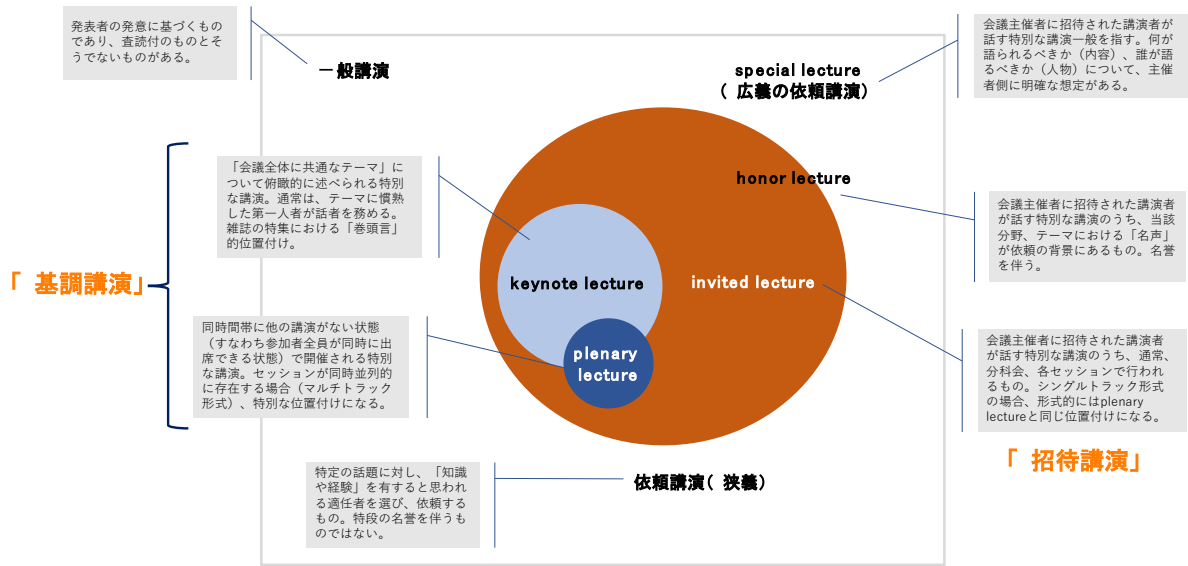 発表者の発意に基づくもの
であり、査読付のものとそ
うでないものがある。
一般講演
special lecture
( 広義の依頼講演)
会議主催者に招待された講演者が
話す特別な講演一般を指す。何が
語られるべきか（内容）、誰が語
るべきか（人物）について、主催
者側に明確な想定がある。
「会議全体に共通なテーマ」に
ついて俯瞰的に述べられる特別
な講演。通常は、テーマに慣熟
した第一人者が話者を務める。
雑誌の特集における「巻頭言」
的位置付け。
honor lecture
会議主催者に招待された講演者
が話す特別な講演のうち、当該
分野、テーマにおける「名声」
が依頼の背景にあるもの。名誉
を伴う。
「 基調講演」
keynote lecture
invited lecture
同時間帯に他の講演がない状態
（すなわち参加者全員が同時に出
席できる状態）で開催される特別
な講演。セッションが同時並列的
に存在する場合（マルチトラック
形式）、特別な位置付けになる。
plenary
lecture
会議主催者に招待された講演者
が話す特別な講演のうち、通常、
分科会、各セッションで行われ
るもの。シングルトラック形式
の場合、形式的にはplenary
lectureと同じ位置付けになる。
「 招待講演」
特定の話題に対し、「知識
や経験」を有すると思われ
る適任者を選び、依頼する
もの。特段の名誉を伴うも
のではない。
依頼講演( 狭義)